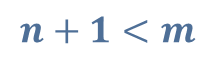 n + 1 < m